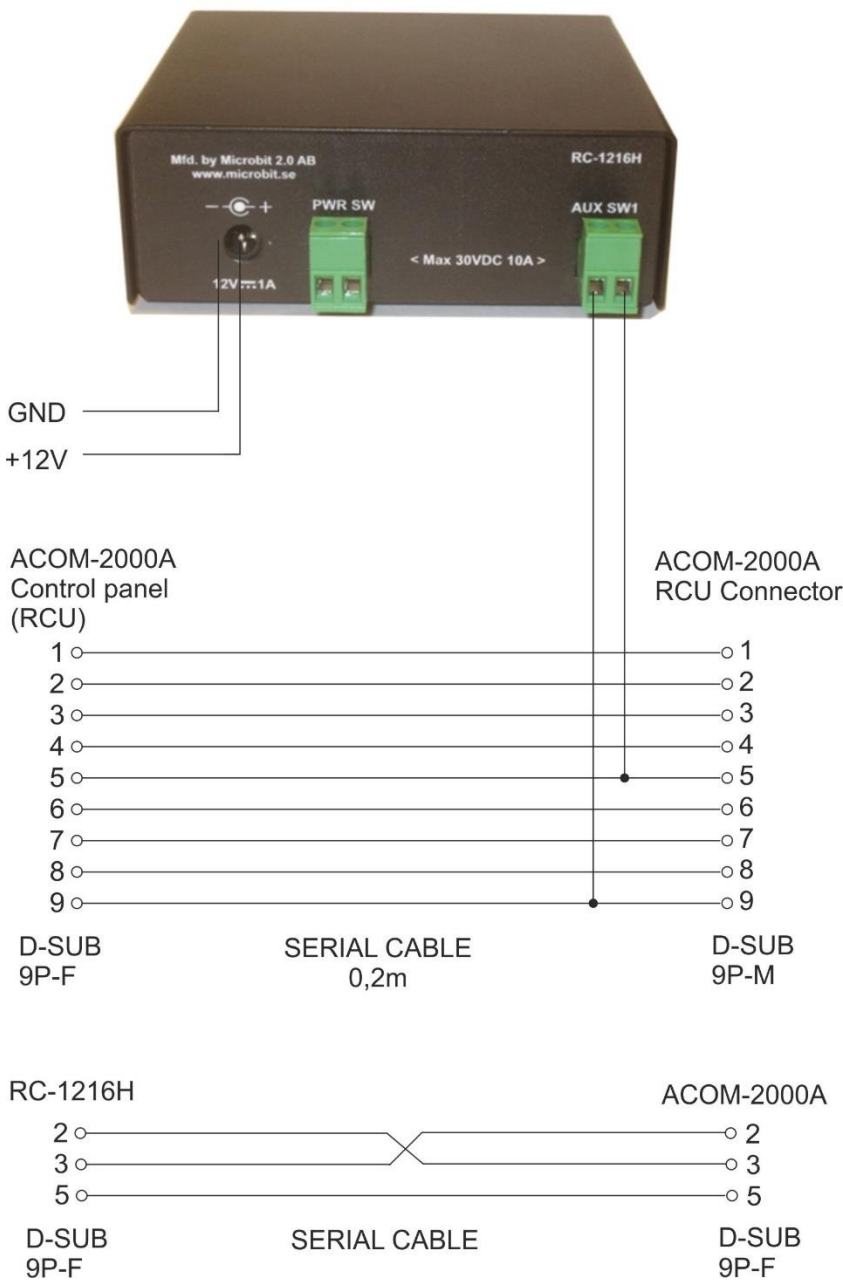 Mfd. by Microbit 2.0 AB
www.microbit.se
RC-1216H
- +
PWR SW
AUX SW1
< Max 30VDC 10A >
12V 1A
GND
+12V
ACOM-2000A
Control panel
(RCU)
ACOM-2000A
RCU Connector
1 1
2 2
3 3
4 4
5 5
6 6
7 7
8 8
9 9
D-SUB
9P-F
SERIAL CABLE
0,2m
D-SUB
9P-M
RC-1216H
ACOM-2000A
2 2
3 3
5 5
D-SUB
9P-F
SERIAL CABLE
D-SUB
9P-F